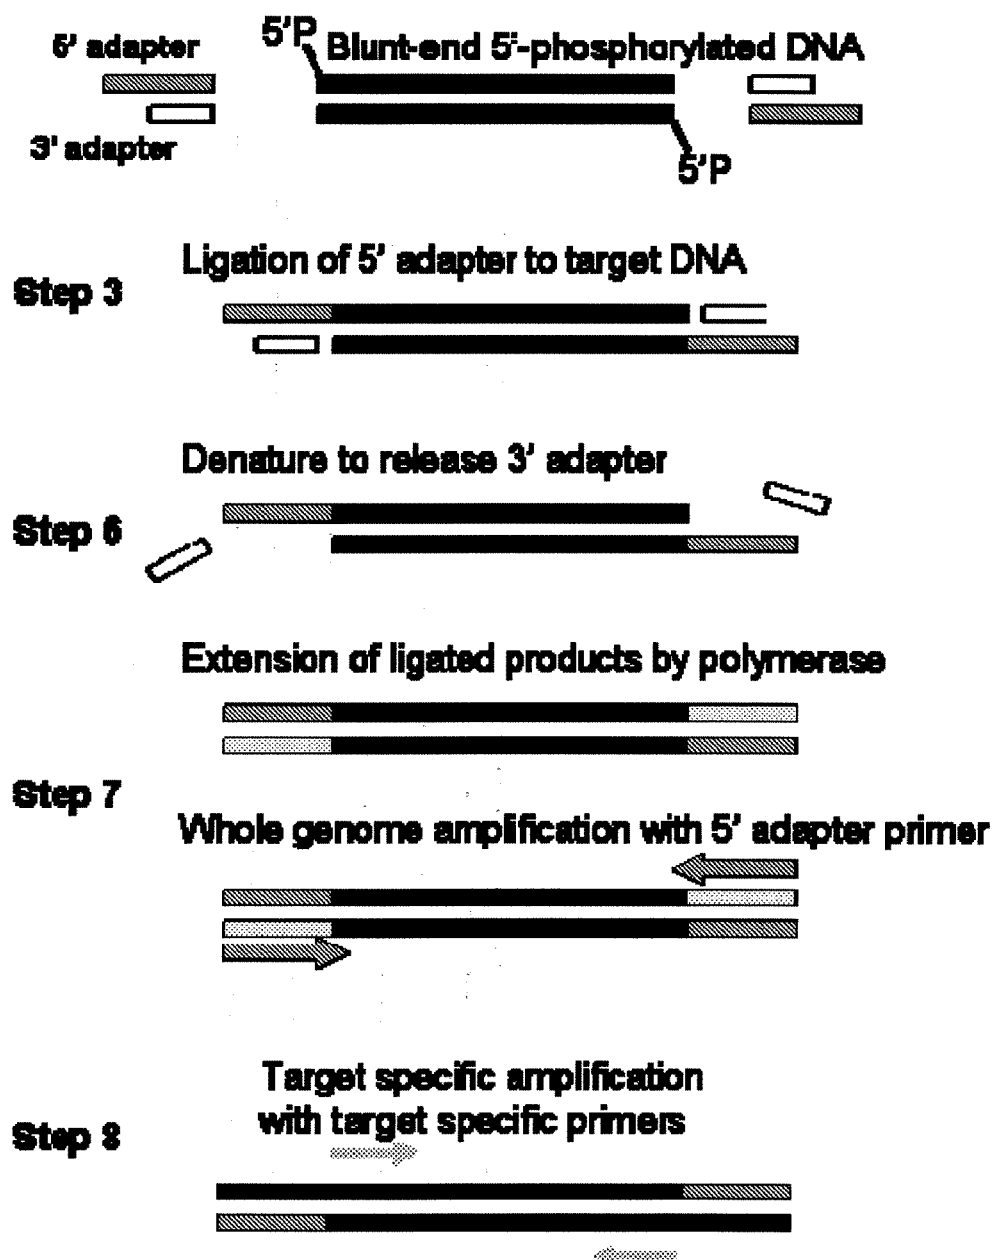 5'P
5' adapter
Blunt-end 5'-phosphorylated DNA
3' adapter
5'P
Ligation of 5' adapter to target DNA
Step 3
Denature to release 3' adapter
Step 6
Extension of ligated products by polymerase
Step 7
Whole genome amplification with 5' adapter primer
Target specific amplification
with target specific primers
Step 8